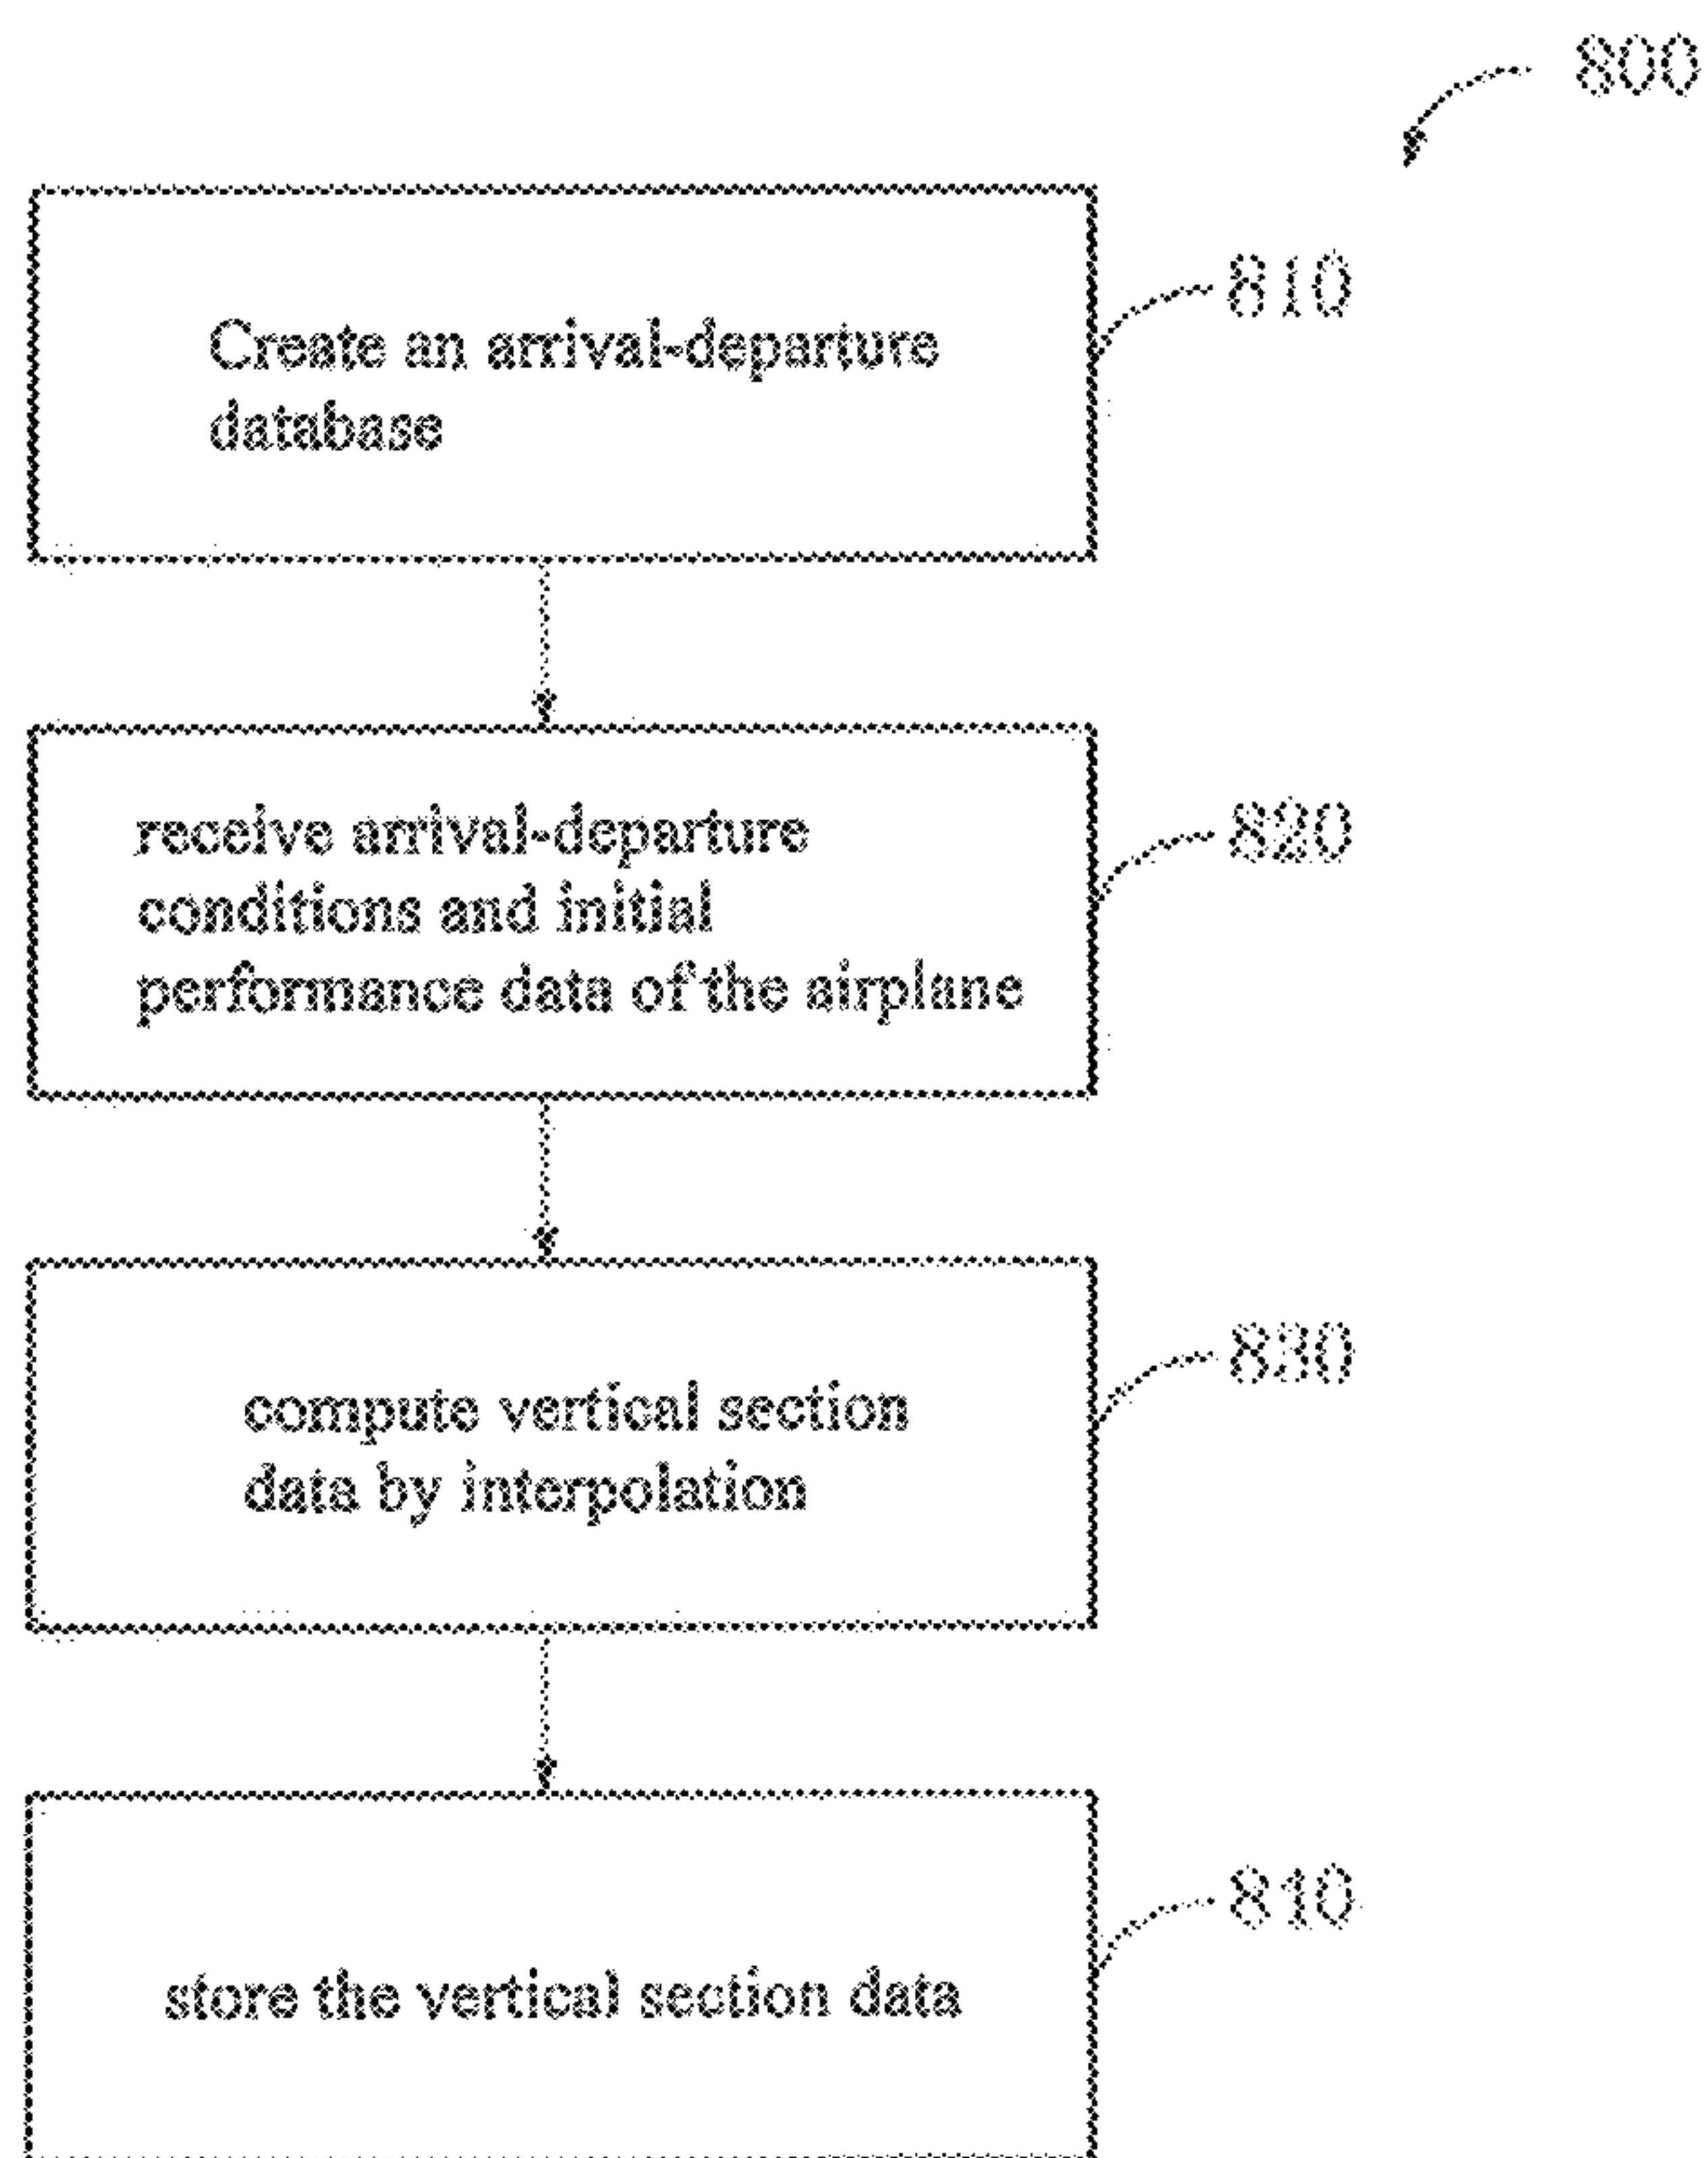 800
810
Create an arrival-departure
database
820
receive arrival-departure
conditions and initial
performance data of the airplane
830
compute vertical section
data by interpolation
840
store the vertical section data